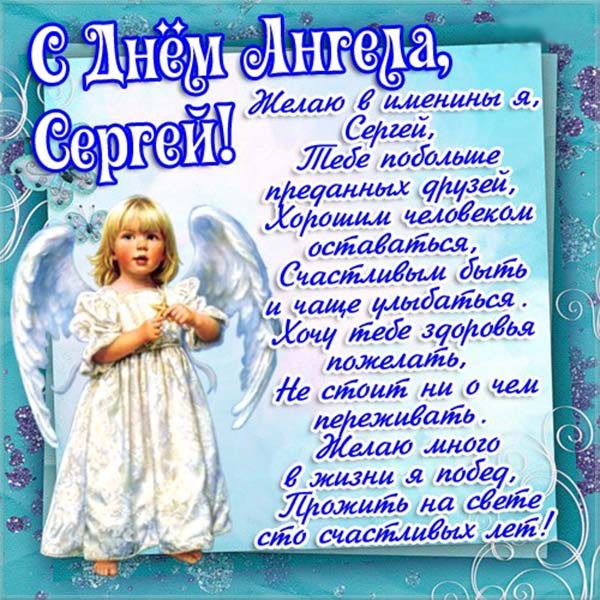 С Днём Ангела,
Сергей!
Желаю в именины я,
Сергей,
Тебе побольше
преданных друзей,
Хорошим человеком
оставаться,
Счастливым быть
и чаще улыбаться.
Хочу тебе здоровья
пожелать,
Не стоит ни о чем
переживать.
Желаю много
в жизни я побед,
Прожить на свете
сто счастливых лет!